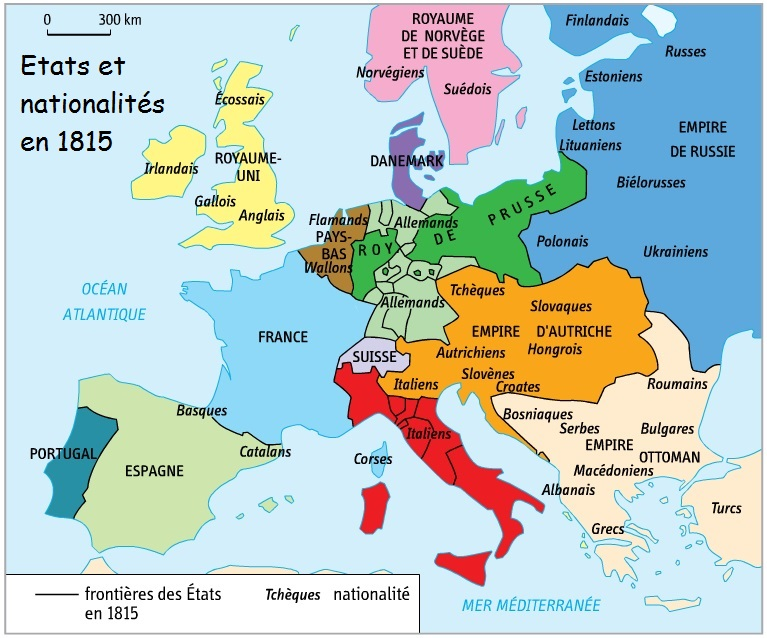 0 300 km
Etats et
nationalités
en 1815
ROYAUME
DE NORVÈGE
ET DE SUÈDE
Norvégiens
Suédois
Finlandais
Russes
Estoniens
Lettons
Lituaniens
EMPIRE
DE RUSSIE
Biélorusses
Polonais
Ukrainiens
Écossais
Irlandais
ROYAUME-
UNI
Gallois
Anglais
DANEMARK
Flamands
PAYS-
BAS
Wallons
Allemands
ROY DE PRUSSE
Allemands
Tchèques
Slovaques
EMPIRE D'AUTRICHE
Autrichiens
Hongrois
Slovènes
Croates
Italiens
OCÉAN
ATLANTIQUE
FRANCE
SUISSE
Basques
Catalans
PORTUGAL
ESPAGNE
Corses
Italiens
Roumains
Bosniaques
Serbes
Bulgares
EMPIRE
OTTOMAN
Macédoniens
Albanais
Grecs
Turcs
MER MÉDITERRANÉE
frontières des États
en 1815
Tchèques nationalité